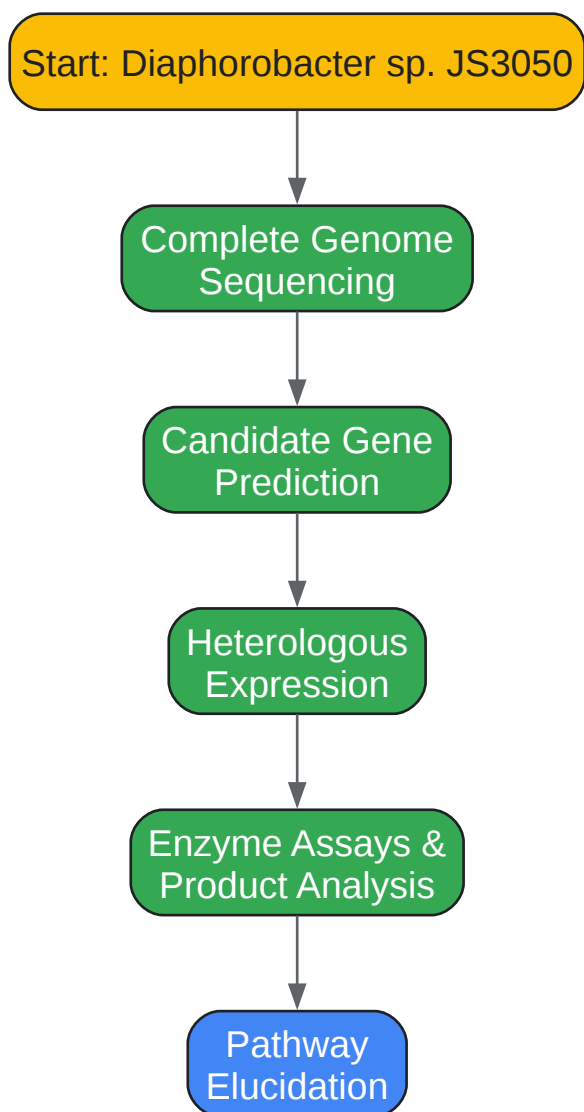 Start: Diaphorobacter sp. JS3050
Complete Genome
Sequencing
Candidate Gene
Prediction
Heterologous
Expression
Enzyme Assays &
Product Analysis
Pathway
Elucidation